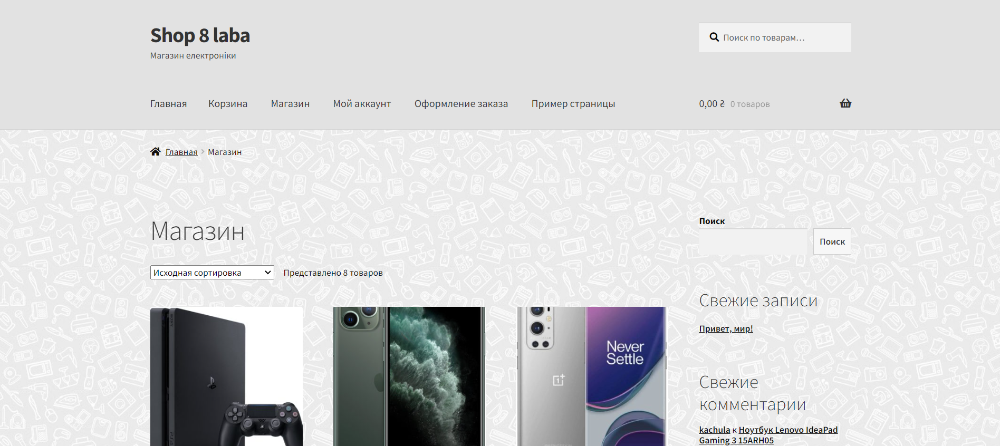 Shop 8 laba
Магазин електроніки
Поиск по товарам…
Главная Корзина Магазин Мой аккаунт Оформление заказа Пример страницы 0,00 ₴ 0 товаров
Главная Магазин
Магазин
Исходная сортировка Представлено 8 товаров
SONY
Never
Settle
Поиск
Поиск
Свежие записи
Привет, мир!
Свежие
комментарии
kachula к Ноутбук Lenovo IdeaPad
Gaming 3 15ARH05